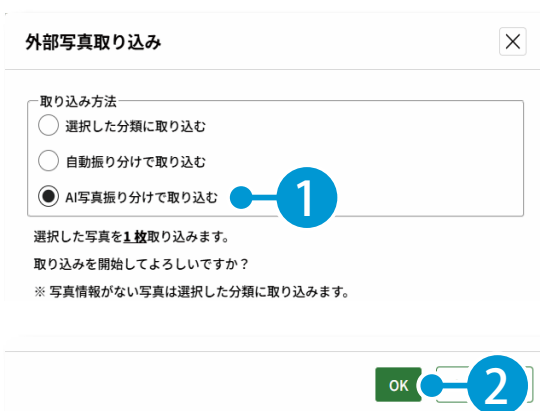 外部写真取り込み
取り込み方法
選択した分類に取り込む
自動振り分けで取り込む
AI写真振り分けで取り込む
1
選択した写真を1 枚取り込みます。
取り込みを開始してよろしいですか？
※ 写真情報がない写真は選択した分類に取り込みます。
OK
2